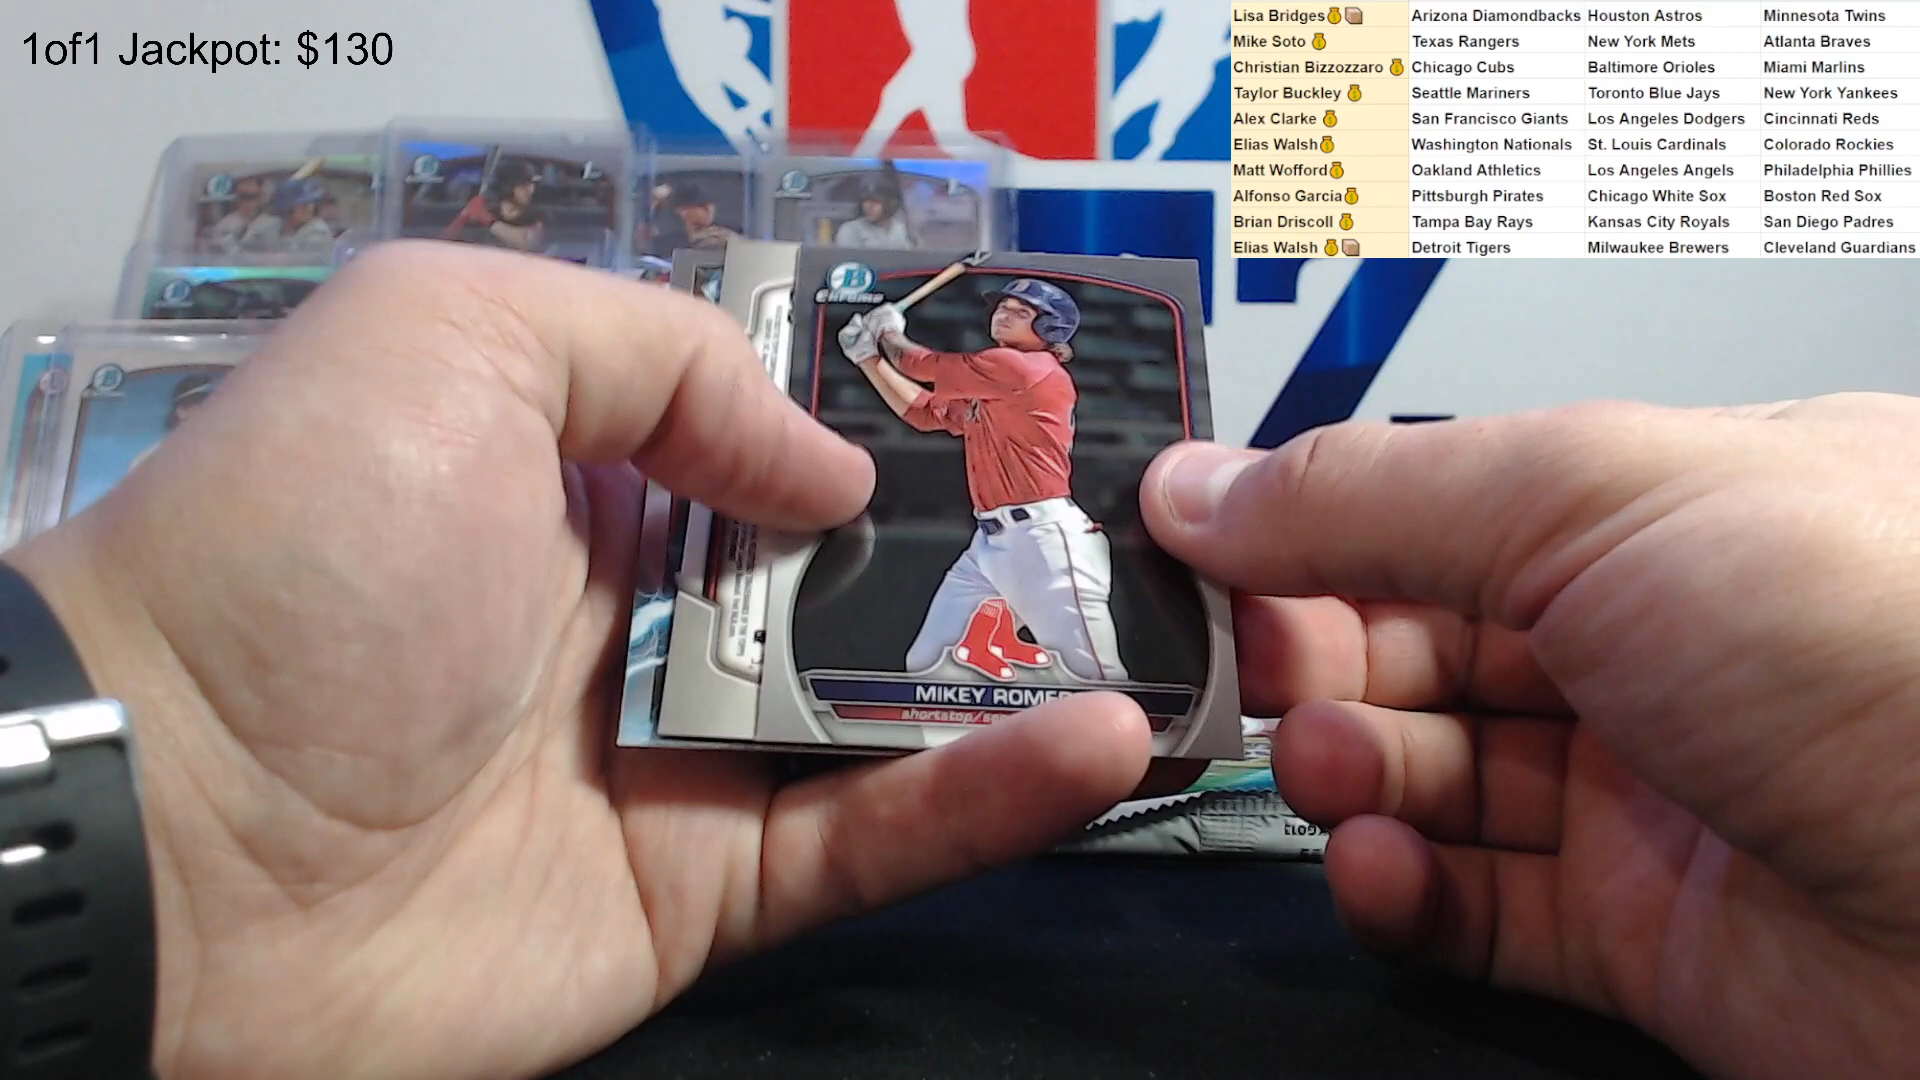 1of1 Jackpot: $130
Lisa Bridges Arizona Diamondbacks Houston Astros Minnesota Twins
Mike Soto Texas Rangers New York Mets Atlanta Braves
Christian Bizzozzaro Chicago Cubs Baltimore Orioles Miami Marlins
Taylor Buckley Seattle Mariners Toronto Blue Jays New York Yankees
Alex Clarke San Francisco Giants Los Angeles Dodgers Cincinnati Reds
Elias Walsh Washington Nationals St. Louis Cardinals Colorado Rockies
Matt Wofford Oakland Athletics Los Angeles Angels Philadelphia Phillies
Alfonso Garcia Pittsburgh Pirates Chicago White Sox Boston Red Sox
Brian Driscoll Tampa Bay Rays Kansas City Royals San Diego Padres
Elias Walsh Detroit Tigers Milwaukee Brewers Cleveland Guardians
B
Chrome
MIKEY
shortstop